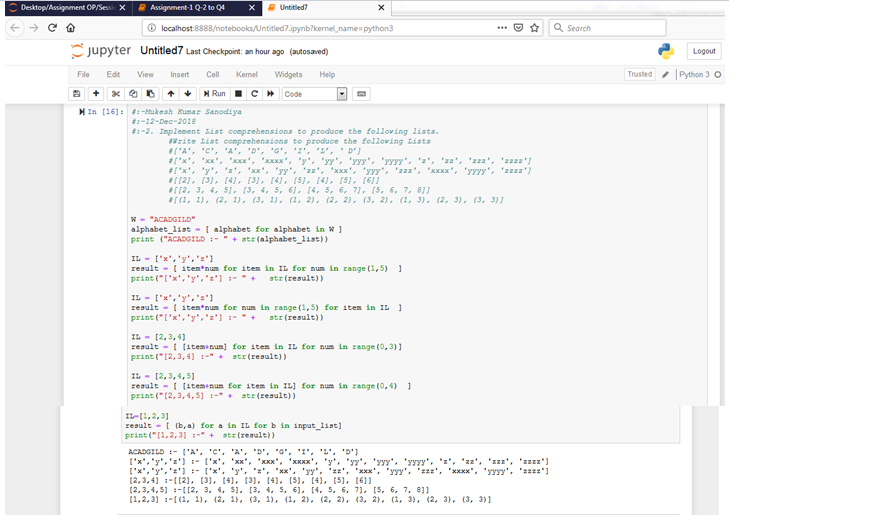 Desktop/Assignment OP/Sessi
Assignment-1 Q-2 to Q4
Untitled7
localhost:8888/notebooks/Untitled7.ipynb?kernel_name=python3
Search
jupyter Untitled7 Last Checkpoint: an hour ago (autosaved)
Logout
File Edit View Insert Cell Kernel Widgets Help
Trusted
Python 3
Run
Code
In [16]:
#:-Mukesh Kumar Sanodiya
#:-12-Dec-2018
#:-2. Implement List comprehensions to produce the following lists.
#Write List comprehensions to produce the following Lists
#['A', 'C', 'A', 'D', 'G', 'I', 'L', ' D']
#['x', 'xx', 'xxx', 'xxxx', 'y', 'yy', 'yyy', 'yyyy', 'z', 'zz', 'zzz', 'zzzz']
#['x', 'y', 'z', 'xx', 'yy', 'zz', 'xxx', 'yyy', 'zzz', 'xxxx', 'yyyy', 'zzzz']
#[[2], [3], [4], [3], [4], [5], [4], [5], [6]]
#[[2, 3, 4, 5], [3, 4, 5, 6], [4, 5, 6, 7], [5, 6, 7, 8]]
#[(1, 1), (2, 1), (3, 1), (1, 2), (2, 2), (3, 2), (1, 3), (2, 3), (3, 3)]
W = "ACADGILD"
alphabet_list = [ alphabet for alphabet in W ]
print ("ACADGILD :- " + str(alphabet_list))
IL = ['x','y','z']
result = [ item*num for item in IL for num in range(1,5) ]
print("['x','y','z'] :- " + str(result))
IL = ['x','y','z']
result = [ item*num for num in range(1,5) for item in IL ]
print("['x','y','z'] :- " + str(result))
IL = [2,3,4]
result = [ [item+num] for item in IL for num in range(0,3)]
print("[2,3,4] :-" + str(result))
IL = [2,3,4,5]
result = [ [item+num for item in IL] for num in range(0,4) ]
print("[2,3,4,5] :-" + str(result))
IL=[1,2,3]
result = [ (b,a) for a in IL for b in input_list]
print("[1,2,3] :-" + str(result))
ACADGILD :- ['A', 'C', 'A', 'D', 'G', 'I', 'L', 'D']
['x','y','z'] :- ['x', 'xx', 'xxx', 'xxxx', 'y', 'yy', 'yyy', 'yyyy', 'z', 'zz', 'zzz', 'zzzz']
['x','y','z'] :- ['x', 'y', 'z', 'xx', 'yy', 'zz', 'xxx', 'yyy', 'zzz', 'xxxx', 'yyyy', 'zzzz']
[2,3,4] :-[[2], [3], [4], [3], [4], [5], [4], [5], [6]]
[2,3,4,5] :-[[2, 3, 4, 5], [3, 4, 5, 6], [4, 5, 6, 7], [5, 6, 7, 8]]
[1,2,3] :-[(1, 1), (2, 1), (3, 1), (1, 2), (2, 2), (3, 2), (1, 3), (2, 3), (3, 3)]